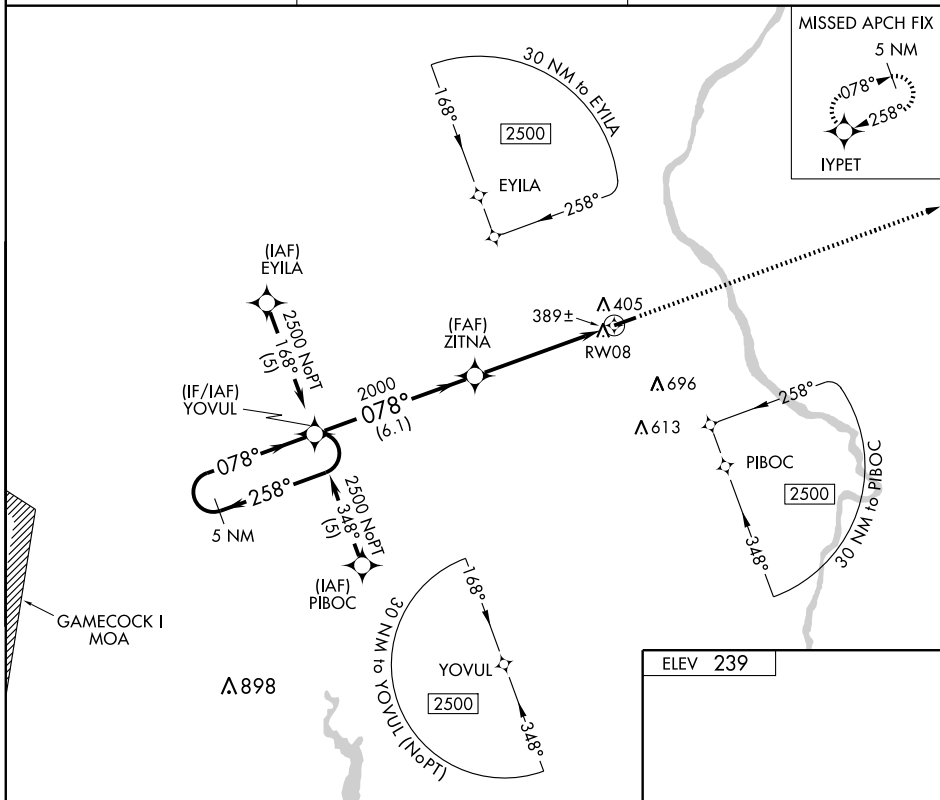 MISSED APCH FIX
5 NM
078°
258°
IYPET
30 NM to EYILA
168°
2500
EYILA
258°
(IAF)
EYILA
2500 NoPT
168°
(5)
405
389±
RW08
(FAF)
ZITNA
2000
078°
(6.1)
(IF/IAF)
YOVUL
696
613
258°
PIBOC
2500
348°
30 NM to PIBOC
078°
258°
5 NM
2500 NoPT
348°
(5)
(IAF)
PIBOC
GAMECOCK I
MOA
898
168°
30 NM to YOVUL (NoPT)
YOVUL
2500
348°
ELEV 239